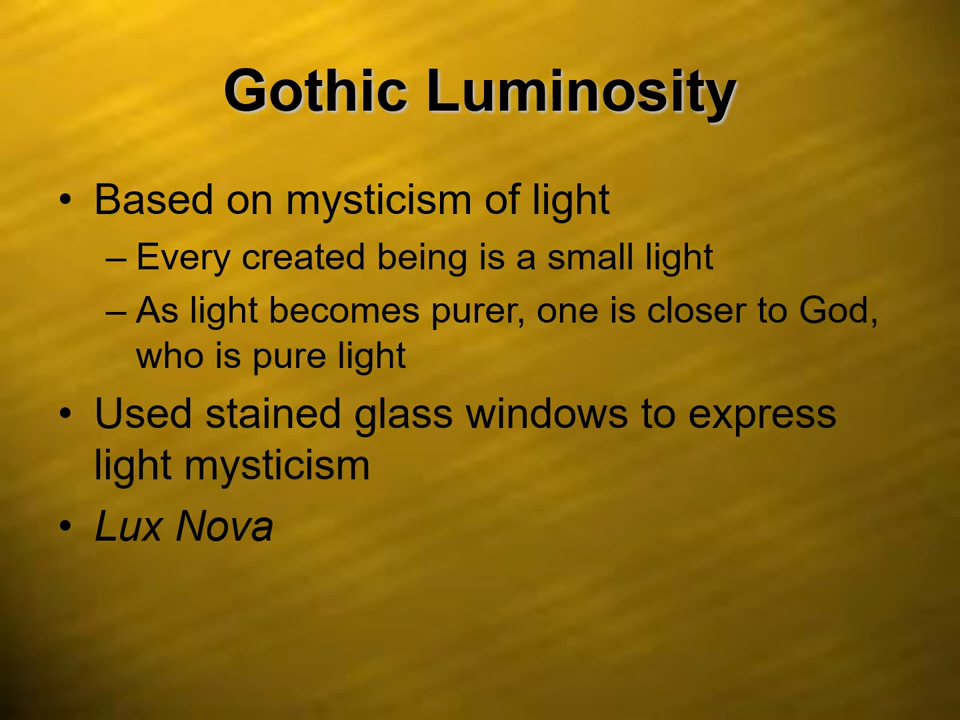 Gothic Luminosity
• Based on mysticism of light
– Every created being is a small light
– As light becomes purer, one is closer to God,
who is pure light
• Used stained glass windows to express
light mysticism
• Lux Nova